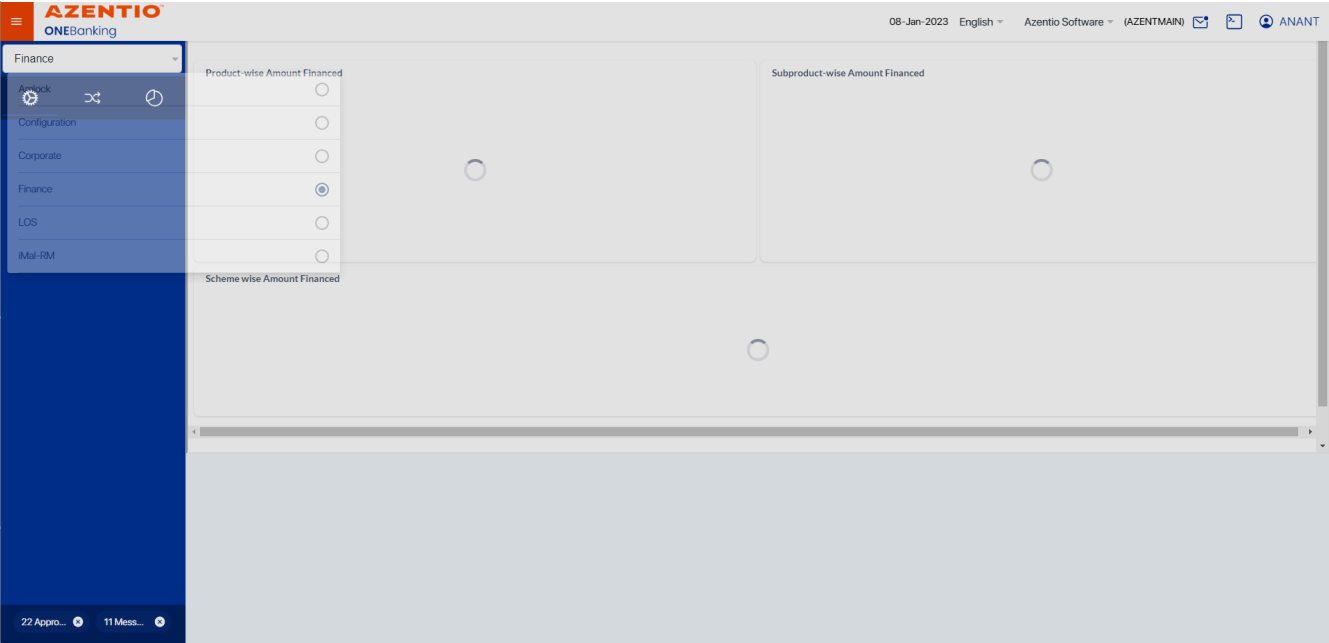 AZENTIO
ONEBanking
08-Jan-2023 English Azentio Software (AZENTMAIN) ANANT
Finance
Product-wise Amount Financed
Subproduct-wise Amount Financed
Amlock
Configuration
Corporate
Finance
LOS
iMal-RM
Scheme wise Amount Financed
22 Appro... 11 Mess...